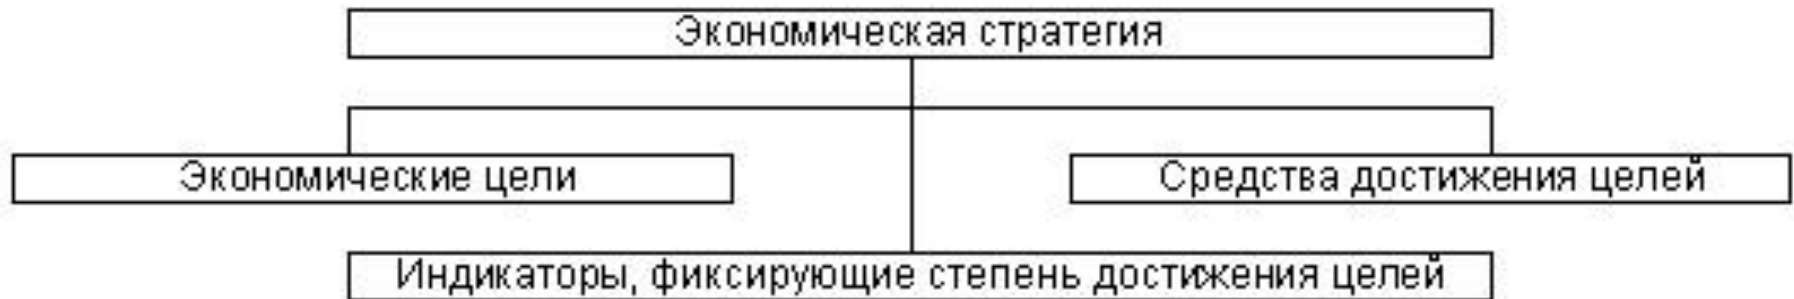 Экономическая стратегия
Экономические цели
Средства достижения целей
Индикаторы, фиксирующие степень достижения целей